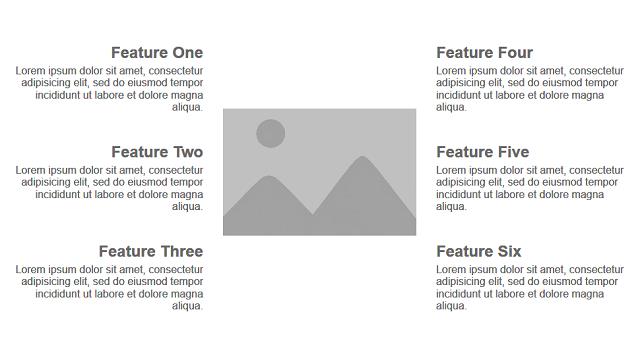 Feature One
Lorem ipsum dolor sit amet, consectetur
adipisicing elit, sed do eiusmod tempor
incididunt ut labore et dolore magna
aliqua.
Feature Two
Lorem ipsum dolor sit amet, consectetur
adipisicing elit, sed do eiusmod tempor
incididunt ut labore et dolore magna
aliqua.
Feature Three
Lorem ipsum dolor sit amet, consectetur
adipisicing elit, sed do eiusmod tempor
incididunt ut labore et dolore magna
aliqua.
Feature Four
Lorem ipsum dolor sit amet, consectetur
adipisicing elit, sed do eiusmod tempor
incididunt ut labore et dolore magna
aliqua.
Feature Five
Lorem ipsum dolor sit amet, consectetur
adipisicing elit, sed do eiusmod tempor
incididunt ut labore et dolore magna
aliqua.
Feature Six
Lorem ipsum dolor sit amet, consectetur
adipisicing elit, sed do eiusmod tempor
incididunt ut labore et dolore magna
aliqua.